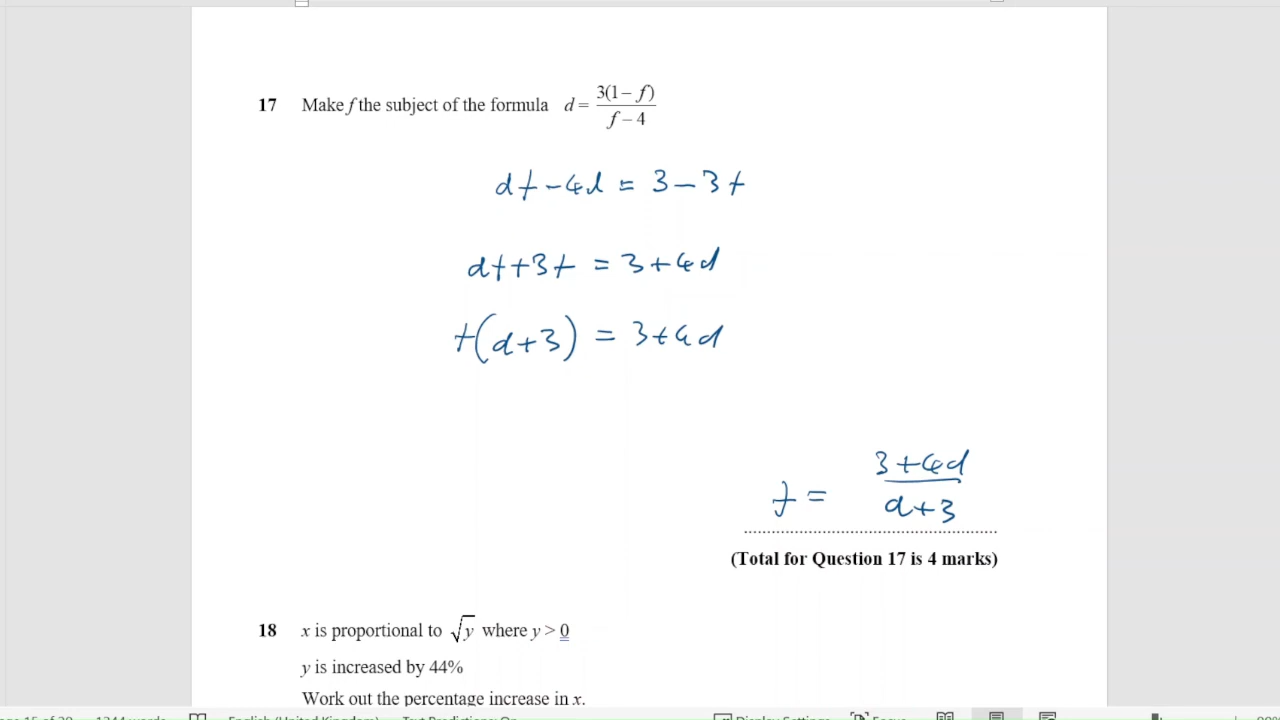 17 Make f the subject of the formula d = 3(1 – f) / f – 4
df – 4d = 3 – 3f
df + 3f = 3 + 4d
f(d + 3) = 3 + 4d
f = 3 + 4d / d + 3
(Total for Question 17 is 4 marks)
18 x is proportional to √y where y > 0
y is increased by 44%
Work out the percentage increase in x.